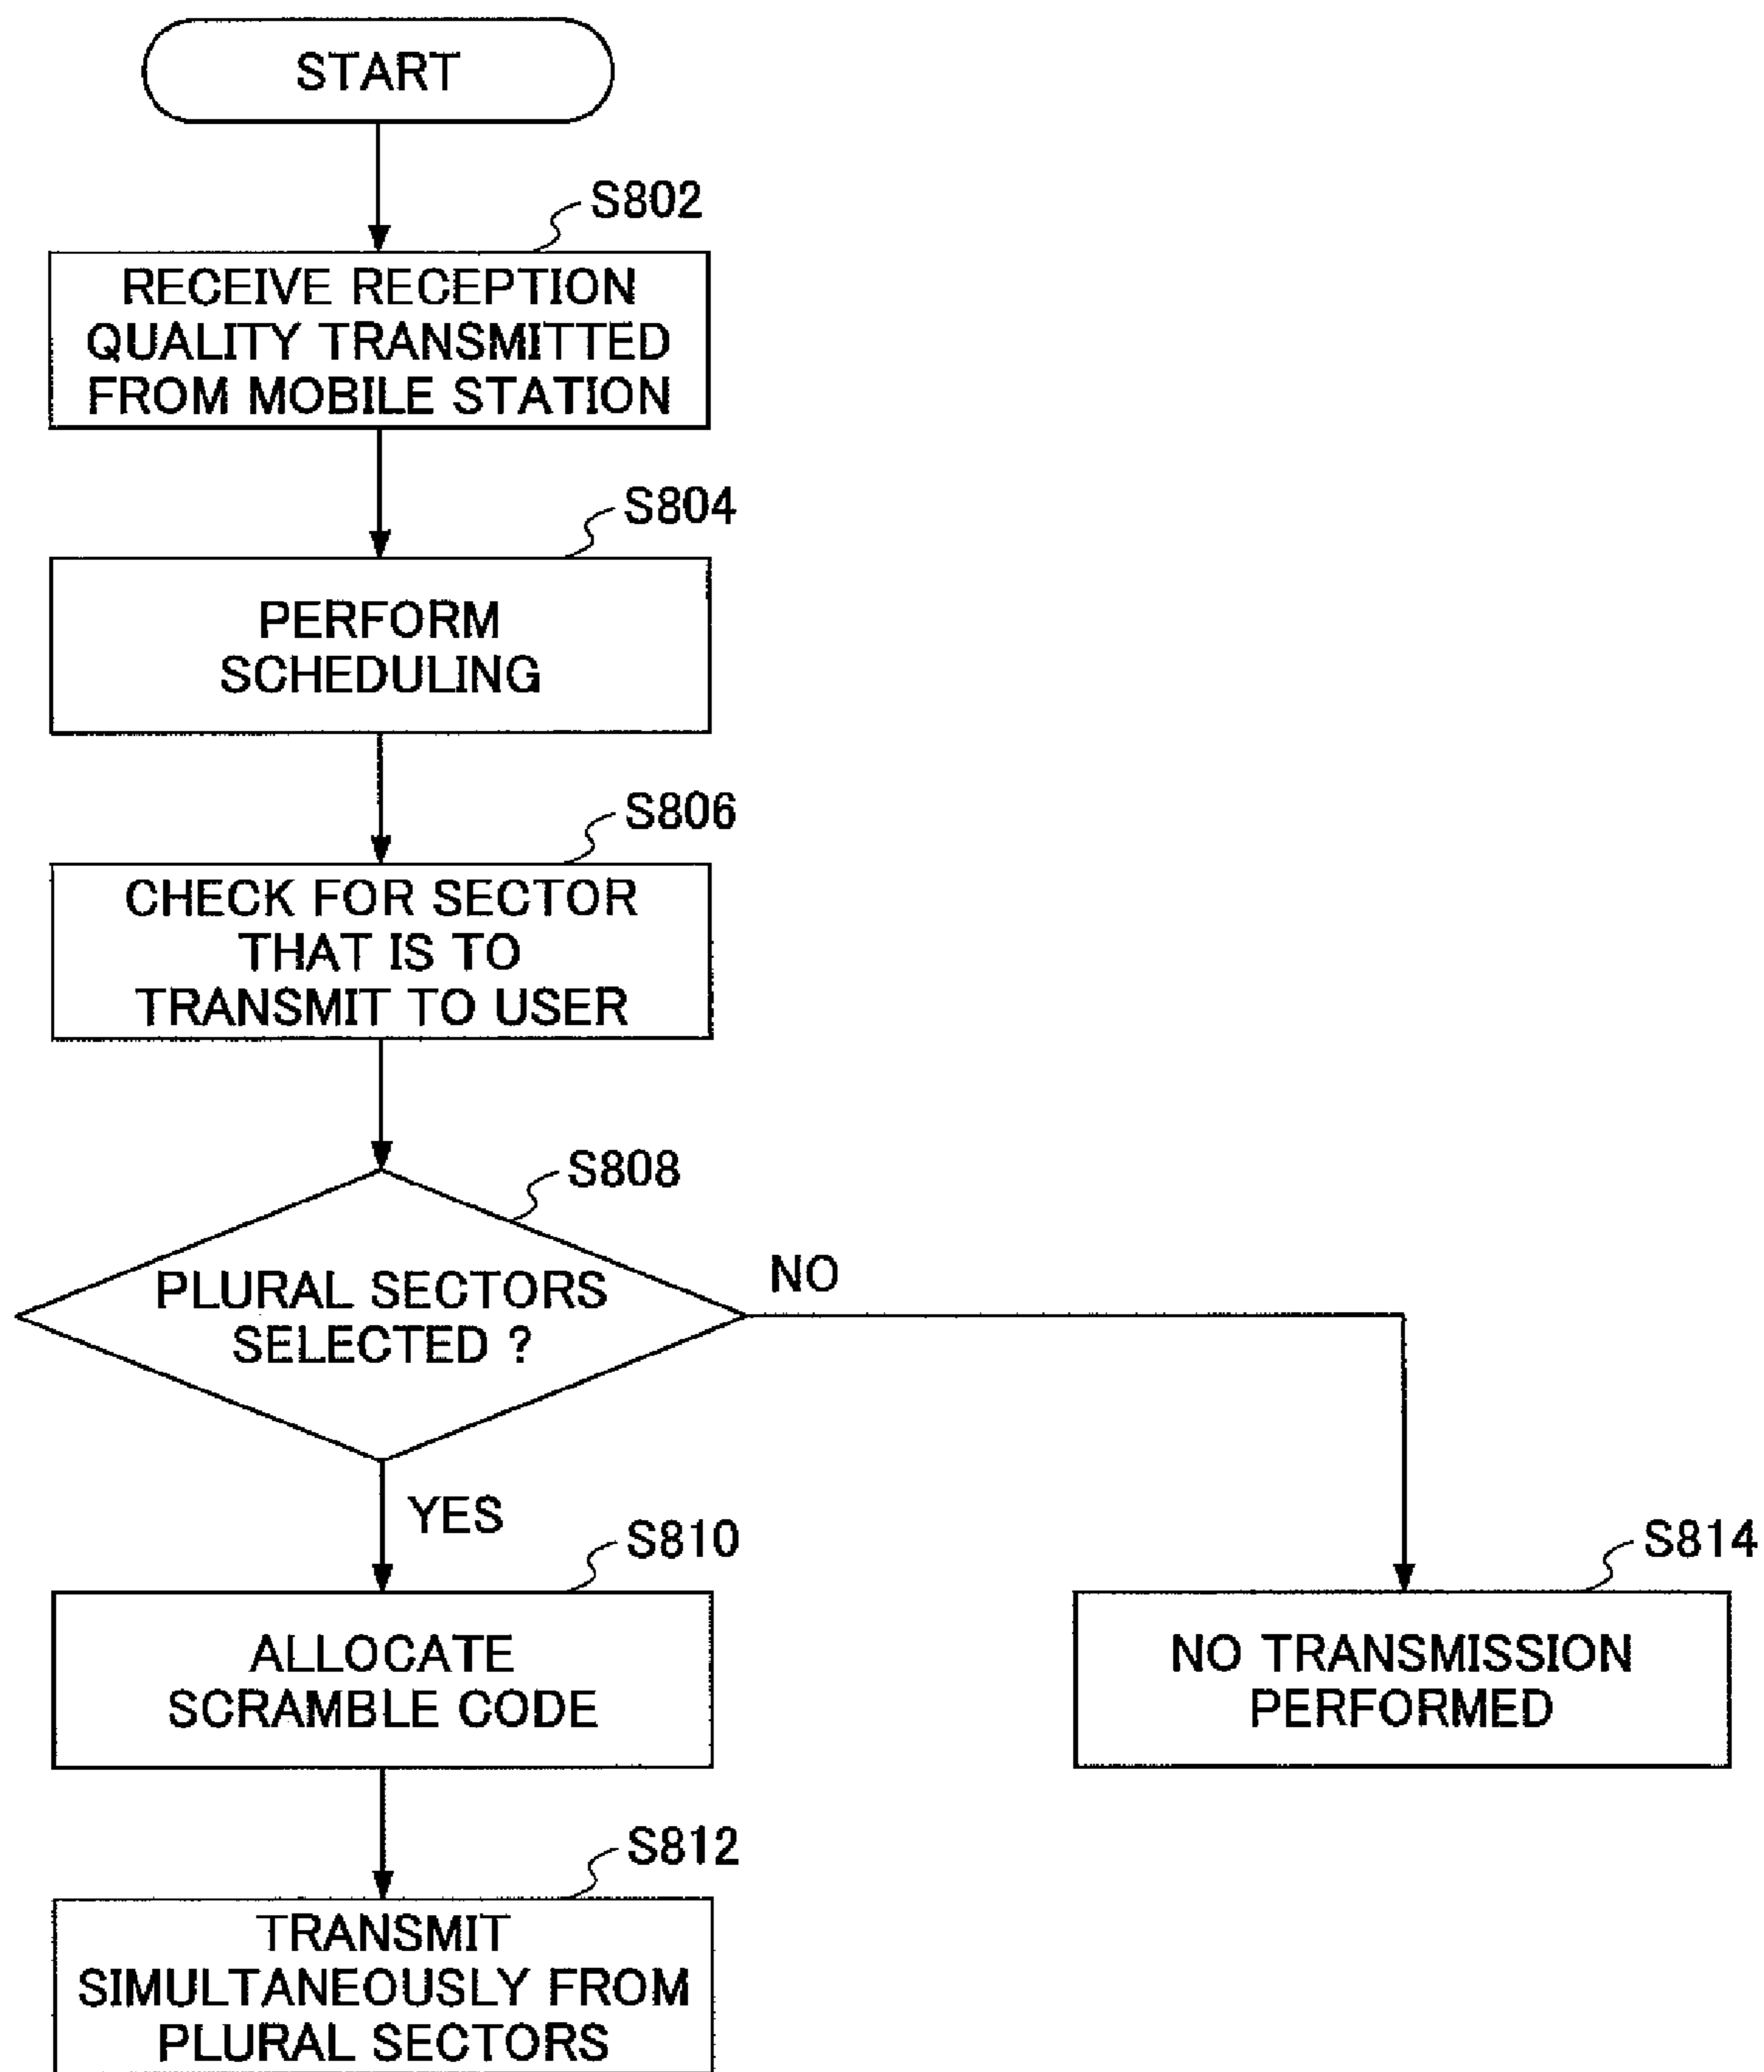 START
S802
RECEIVE RECEPTION
QUALITY TRANSMITTED
FROM MOBILE STATION
S804
PERFORM
SCHEDULING
S806
CHECK FOR SECTOR
THAT IS TO
TRANSMIT TO USER
S808
PLURAL SECTORS
SELECTED ?
NO
YES
S810
ALLOCATE
SCRAMBLE CODE
S814
NO TRANSMISSION
PERFORMED
S812
TRANSMIT
SIMULTANEOUSLY FROM
PLURAL SECTORS